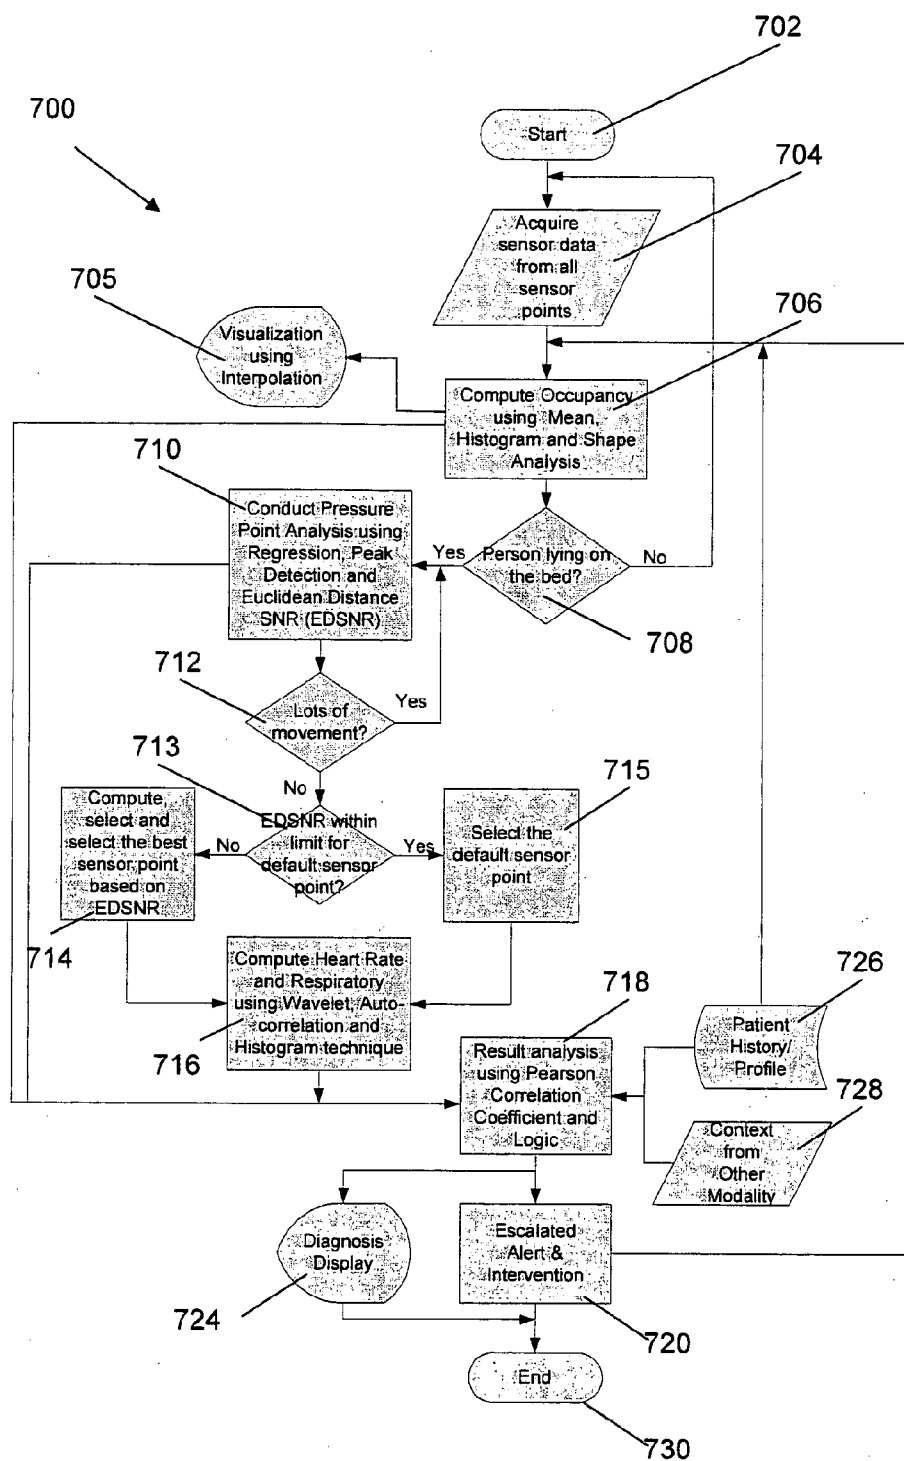 702
700
Start
704
Acquire
sensor data
from all
sensor
points
705
706
Visualization
using
Interpolation
Compute Occupancy
using Mean,
Histogram and Shape
Analysis
710
Conduct Pressure
Point Analysis using
Regression, Peak
Detection and
Euclidean Distance
SNR (EDSNR)
Yes
Person lying on
the bed?
No
708
712
Lots of
movement?
Yes
713
No
715
Compute,
select and
select the best
sensor point
based on
EDSNR
No
EDSNR within
limit for
default sensor
point?
Yes
Select the
default sensor
point
714
Compute Heart Rate
and Respiratory
using Wavelet, Auto-
correlation and
Histogram technique
716
718
726
Result analysis
using Pearson
Correlation
Coefficient and
Logic
Patient
History/
Profile
728
Context from
Other
Modality
Diagnosis
Display
Escalated
Alert &
Intervention
724
720
End
730